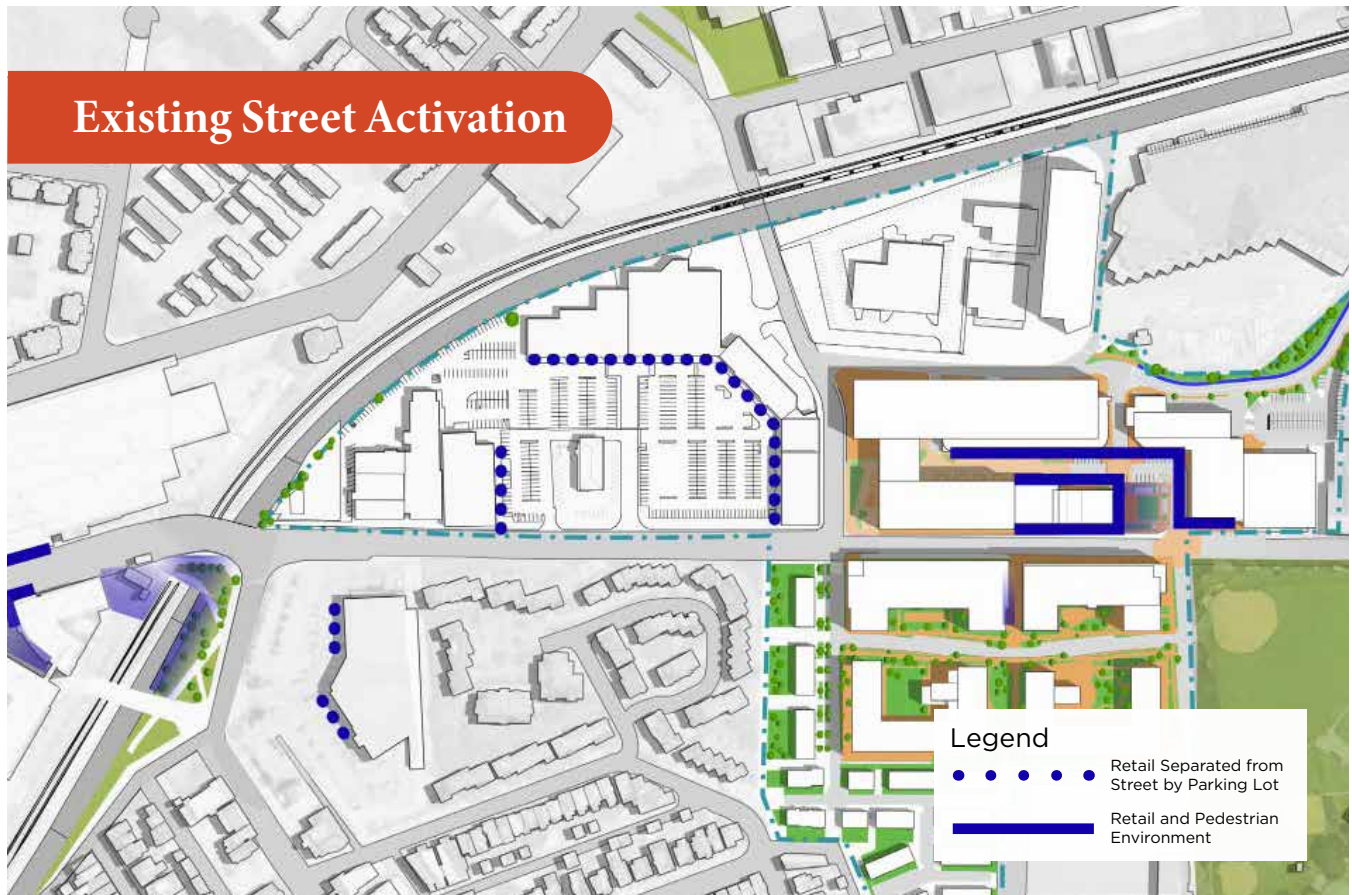 Existing Street Activation
Legend
Retail Separated from
Street by Parking Lot
Retail and Pedestrian
Environment